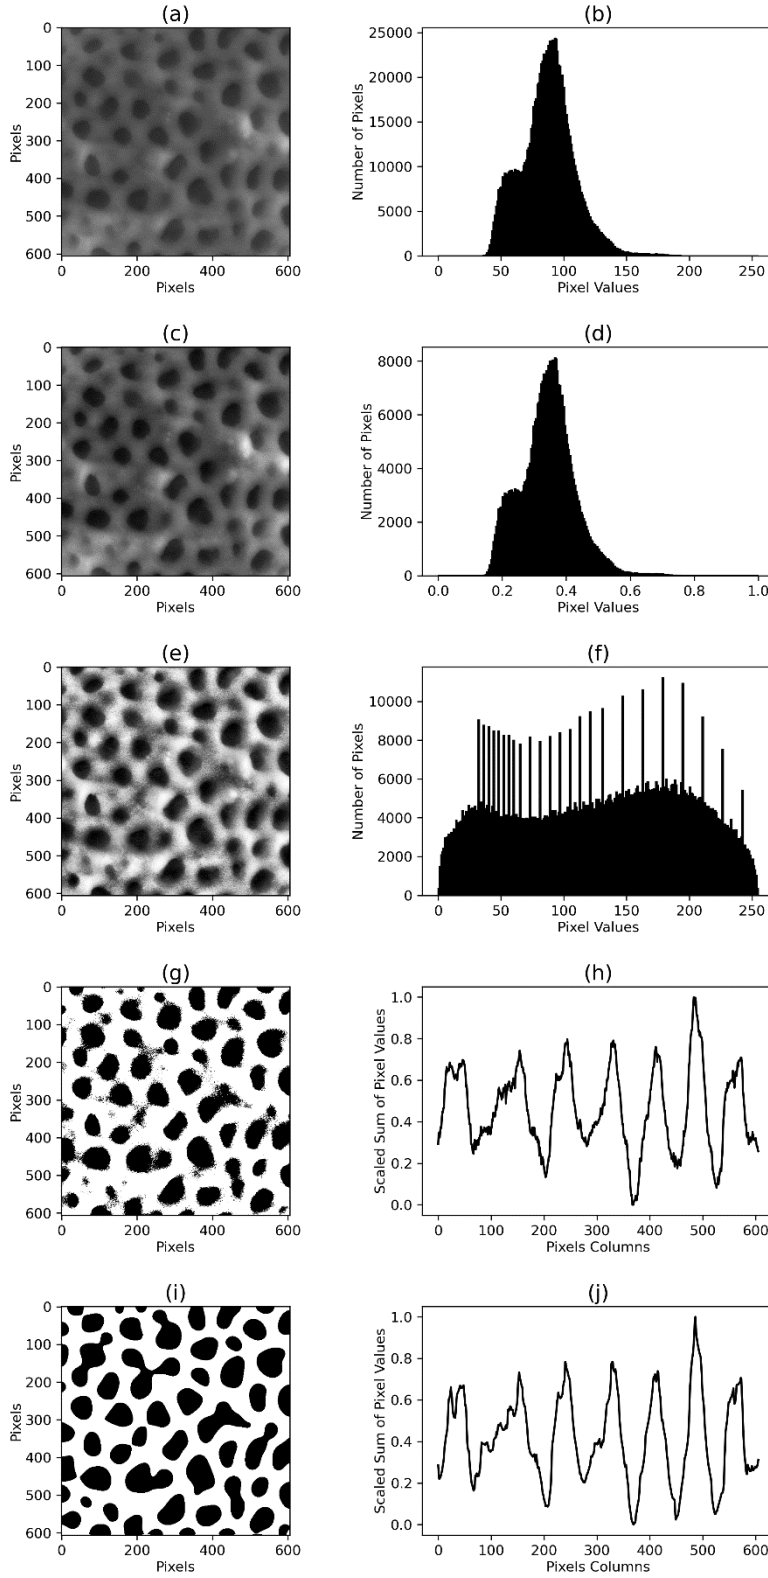 (a)
(b)
0
100
200
300
400
500
600
Pixels
0 200 400 600
Pixels
25000
20000
15000
10000
5000
0
Number of Pixels
0 50 100 150 200 250
Pixel Values
(c)
(d)
0
100
200
300
400
500
600
Pixels
0 200 400 600
Pixels
8000
6000
4000
2000
0
Number of Pixels
0.0 0.2 0.4 0.6 0.8 1.0
Pixel Values
(e)
(f)
0
100
200
300
400
500
600
Pixels
0 200 400 600
Pixels
10000
8000
6000
4000
2000
0
Number of Pixels
0 50 100 150 200 250
Pixel Values
(g)
(h)
0
100
200
300
400
500
600
Pixels
0 200 400 600
Pixels
1.0
0.8
0.6
0.4
0.2
0.0
Scaled Sum of Pixel Values
0 100 200 300 400 500 600
Pixels Columns
(i)
(j)
0
100
200
300
400
500
600
Pixels
0 200 400 600
Pixels
1.0
0.8
0.6
0.4
0.2
0.0
Scaled Sum of Pixel Values
0 100 200 300 400 500 600
Pixels Columns